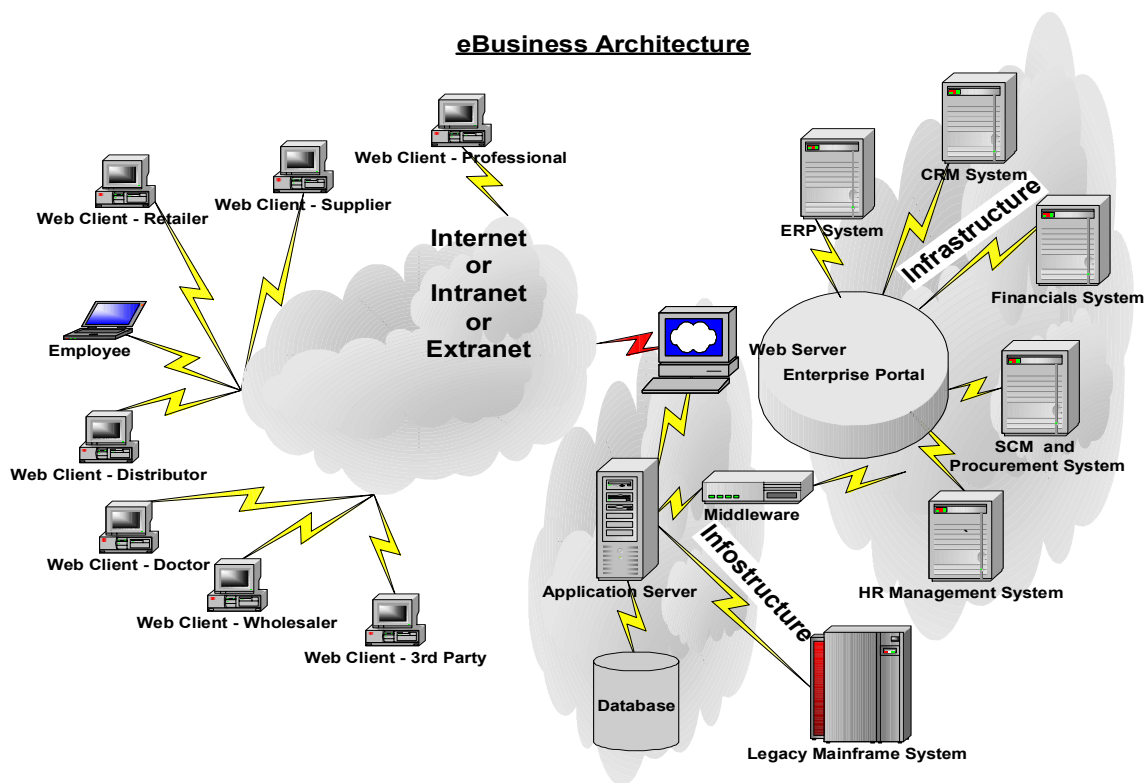 eBusiness Architecture
Web Client - Professional
Web Client - Retailer
Web Client - Supplier
CRM System
ERP System
Infrastructure
Internet
or
Intranet
or
Extranet
Financials System
Employee
Web Server
Enterprise Portal
SCM and
Procurement System
Web Client - Distributor
Middleware
Web Client - Doctor
Application Server
Infostructure
HR Management System
Web Client - Wholesaler
Web Client - 3rd Party
Database
Legacy Mainframe System